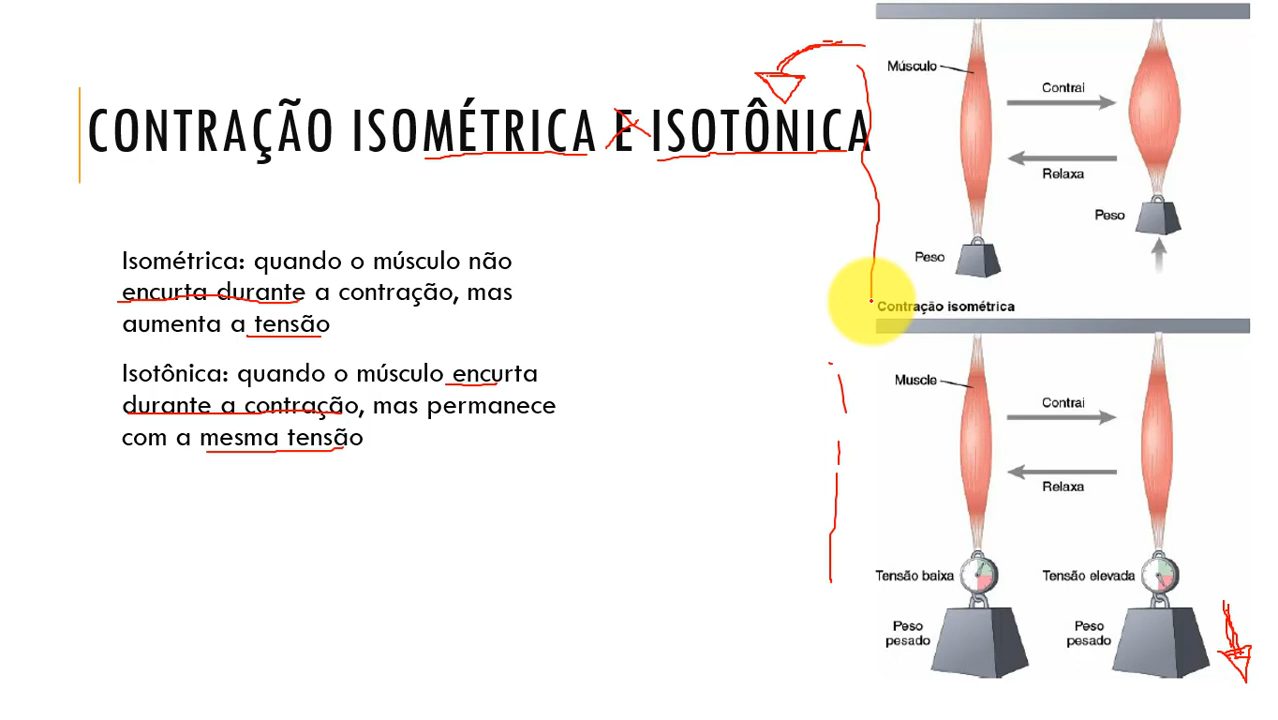 CONTRAÇÃO ISOMÉTRICA E ISOTÔNICA
Isométrica: quando o músculo não
encurta durante a contração, mas
aumenta a tensão
Isotônica: quando o músculo encurta
durante a contração, mas permanece
com a mesma tensão
Músculo
Contrai
Relaxa
Peso
Peso
Contração isométrica
Muscle
Contrai
Relaxa
Tensão baixa
Tensão elevada
Peso
pesado
Peso
pesado